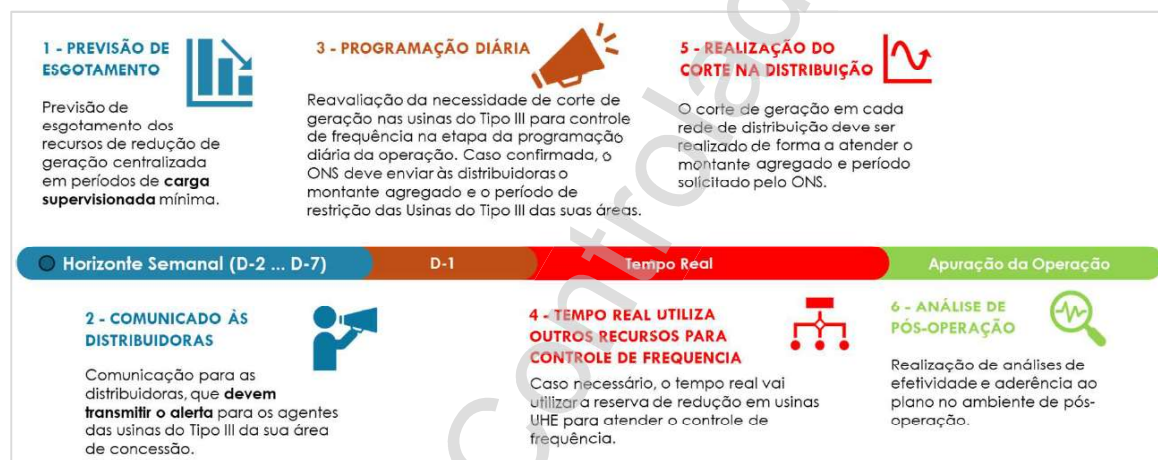 1 - PREVISÃO DE
ESGOTAMENTO
Previsão de
esgotamento dos
recursos de redução de
geração centralizada
em períodos de carga
supervisionada mínima.
3 - PROGRAMAÇÃO DIÁRIA
Reavaliação da necessidade de corte de
geração nas usinas do Tipo III para controle
de frequência na etapa da programação
diária da operação. Caso confirmada, o
ONS deve enviar às distribuidoras o
montante agregado e o período de
restrição das Usinas do Tipo III das suas áreas.
5 - REALIZAÇÃO DO
CORTE NA DISTRIBUIÇÃO
O corte de geração em cada
rede de distribuição deve ser
realizado de forma a atender o
montante agregado e período
solicitado pelo ONS.
Horizonte Semanal (D-2 ... D-7)
D-1
Tempo Real
Apuração da Operação
2 - COMUNICADO ÀS
DISTRIBUIDORAS
Comunicação para as
distribuidoras, que devem
transmitir o alerta para os agentes
das usinas do Tipo III da sua área
de concessão.
4 - TEMPO REAL UTILIZA
OUTROS RECURSOS PARA
CONTROLE DE FREQUENCIA
Caso necessário, o tempo real vai
utilizar a reserva de redução em usinas
UHE para atender o controle de
frequência.
6 - ANÁLISE DE
PÓS-OPERAÇÃO
Realização de análises de
efetividade e aderência ao
plano no ambiente de pós-
operação.
Controlad